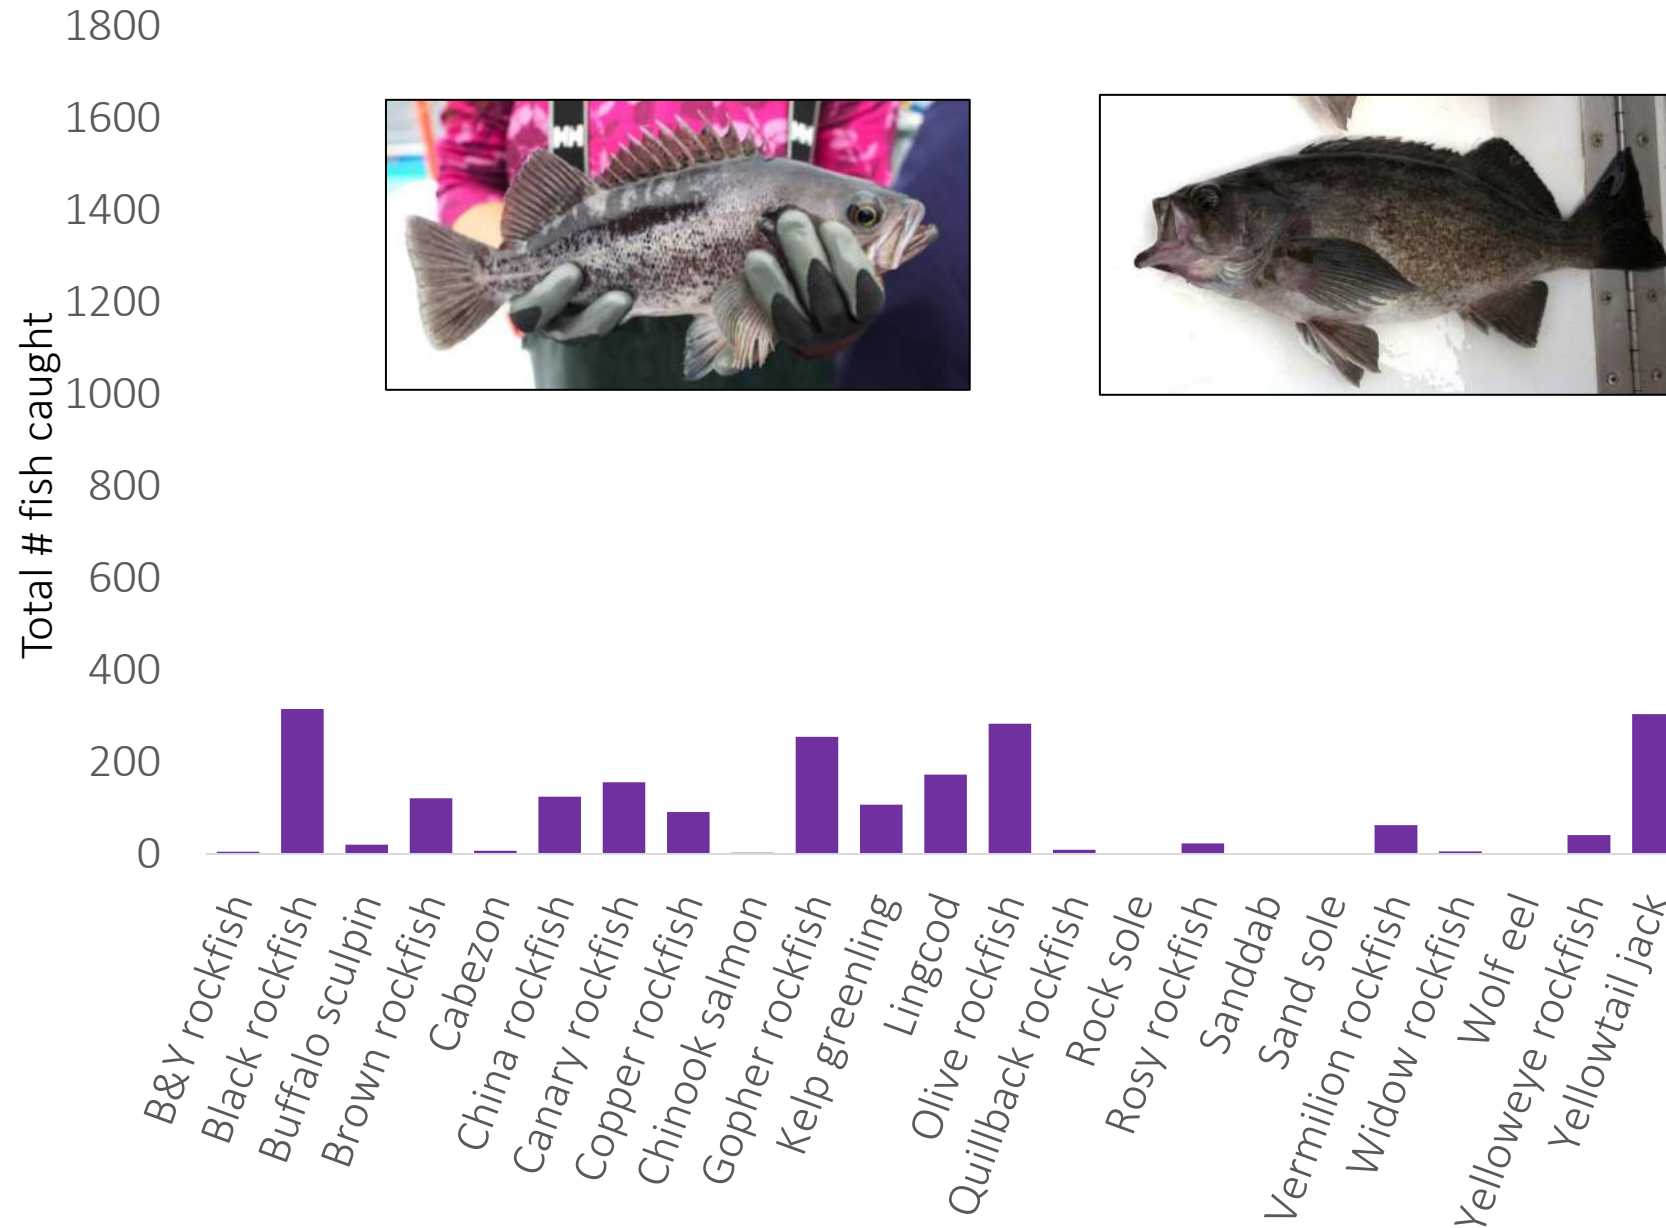 1800
1600
1400
1200
1000
800
600
400
200
0
Total # fish caught
HH
HH
B&Y rockfish
Black rockfish
Buffalo sculpin
Brown rockfish
Cabezon
China rockfish
Canary rockfish
Copper rockfish
Chinook salmon
Gopher rockfish
Kelp greenling
Lingcod
Olive rockfish
Quillback rockfish
Rock sole
Rosy rockfish
Sanddab
Sand sole
Vermilion rockfish
Widow rockfish
Wolf eel
Yelloweye rockfish
Yellowtail jack